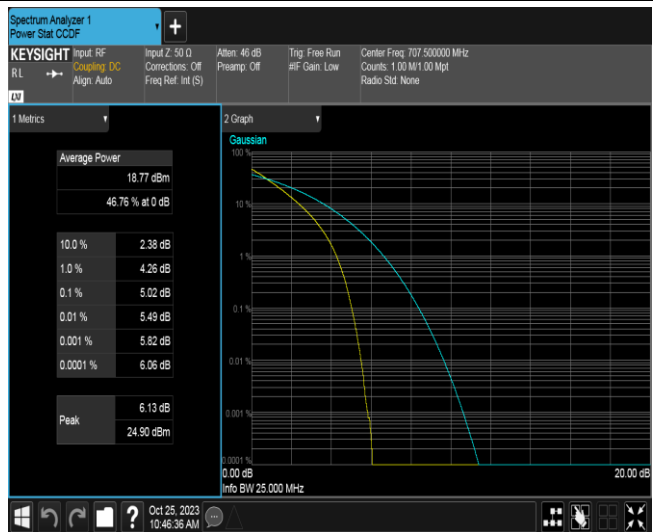 Spectrum Analyzer 1
Power Stat CCDF
+
KEYSIGHT
RL
LXI
Input: RF
Coupling: DC
Align: Auto
Input Z: 50 Ω
Corrections: Off
Freq Ref: Int (S)
Atten: 46 dB
Preamp: Off
Trig: Free Run
#IF Gain: Low
Center Freq: 707.500000 MHz
Counts: 1.00 M/1.00 Mpt
Radio Std: None
1 Metrics
Average Power
18.77 dBm
46.76 % at 0 dB
10.0 % 2.38 dB
1.0 % 4.26 dB
0.1 % 5.02 dB
0.01 % 5.49 dB
0.001 % 5.82 dB
0.0001 % 6.06 dB
Peak
6.13 dB
24.90 dBm
2 Graph
Gaussian
100 %
10 %
1 %
0.1 %
0.01 %
0.001 %
0.0001 %
0.00 dB
20.00 dB
Info BW 25.000 MHz
?
Oct 25, 2023
10:46:36 AM